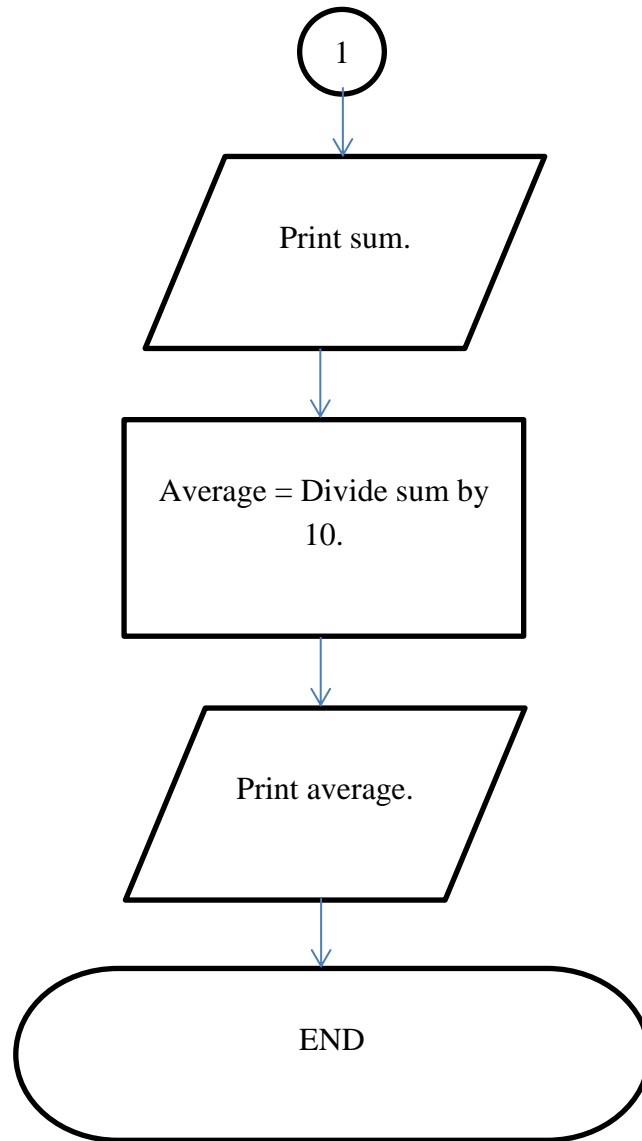 1
Print sum.
Average = Divide sum by
10.
Print average.
END